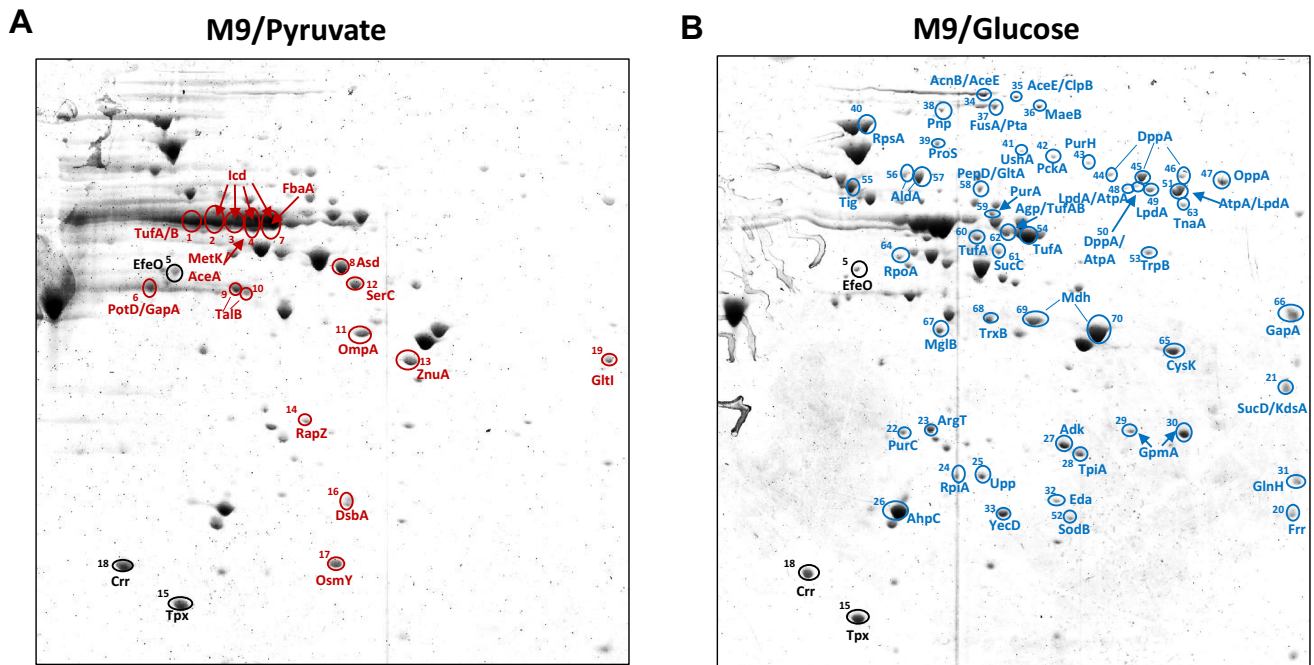 A
M9/Pyruvate
Icd
FbaA
TufA/B
1
2
3
4
7
MetK
AceA
EfeO
5
8
Asd
12
SerC
6
PotD/GapA
9
10
TalB
11
OmpA
13
ZnuA
19
GltI
14
RapZ
16
DsbA
17
OsmY
18
Crr
15
Tpx
B
M9/Glucose
AcnB/AceE
34
35
AceE/ClpB
36
MaeB
37
FusA/Pta
38
Pnp
40
RpsA
39
ProS
41
UshA
42
PckA
PurH
43
DppA
44
45
46
47
OppA
55
Tig
56
57
AldA
PepD/GltA
58
PurA
59
48
LpdA/AtpA
49
LpdA
51
AtpA/LpdA
63
TnaA
50
DppA/
AtpA
Agp/TufAB
60
TufA
62
54
TufA
61
SucC
53
TrpB
64
RpoA
5
EfeO
67
MglB
68
TrxB
69
Mdh
70
66
GapA
65
CysK
21
SucD/KdsA
22
PurC
23
ArgT
Adk
27
28
TpiA
29
30
GpmA
24
RpiA
25
Upp
31
GlnH
26
AhpC
33
YecD
32
Eda
52
SodB
20
Frr
18
Crr
15
Tpx